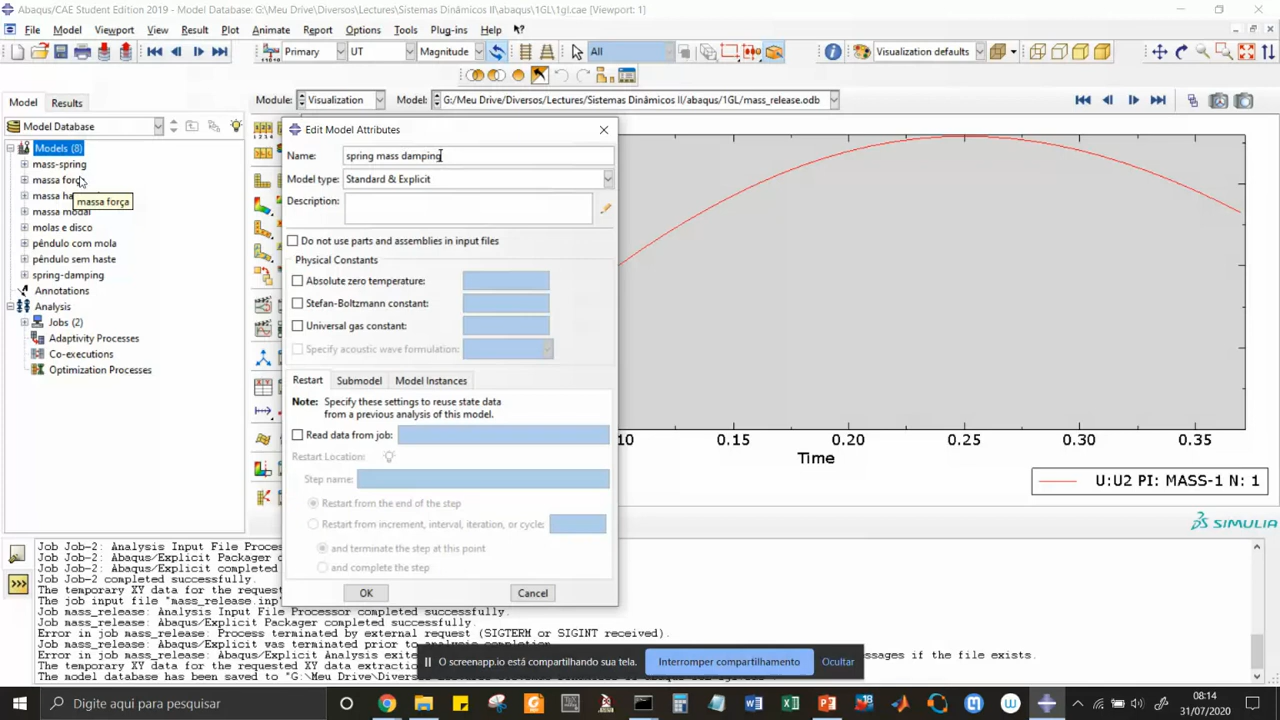 Abaqus/CAE Student Edition 2019 - Model Database: G:/Meu Drive/Diversos/Lectures/Sistemas Dinâmicos II/abaqus/1GL/1gl.cae [Viewport: 1]
File Model Viewport View Result Plot Animate Report Options Tools Plug-ins Help
Primary UT Magnitude All Visualization defaults
Model Results
Module: Visualization Model: G:/Meu Drive/Diversos/Lectures/Sistemas Dinâmicos II/abaqus/1GL/mass_release.odb
Model Database
Models (8)
mass-spring
massa for
massa ha
massa modal
molas e disco
pêndulo com mola
pêndulo sem haste
spring-damping
Annotations
Analysis
Jobs (2)
Adaptivity Processes
Co-executions
Optimization Processes
massa força
Edit Model Attributes
Name: spring mass damping
Model type: Standard & Explicit
Description:
Do not use parts and assemblies in input files
Physical Constants
Absolute zero temperature:
Stefan-Boltzmann constant:
Universal gas constant:
Specify acoustic wave formulation:
Restart Submodel Model Instances
Note: Specify these settings to reuse state data
from a previous analysis of this model.
Read data from job:
Restart Location:
Step name:
Restart from the end of the step
Restart from increment, interval, iteration, or cycle:
and terminate the step at this point
and complete the step
OK Cancel
.10 0.15 0.20 0.25 0.30 0.35
Time
U:U2 PI: MASS-1 N: 1
SIMULIA
Job Job-2: Analysis Input File Proces
Job Job-2: Abaqus/Explicit Packager c
Job Job-2: Abaqus/Explicit completed
Job Job-2 completed successfully.
The temporary XY data for the reques
The job input file "mass_release.inp"
Job mass_release: Analysis Input File Processor completed successfully.
Job mass_release: Abaqus/Explicit Packager completed successfully.
Error in job mass_release: Process terminated by external request (SIGTERM or SIGINT received).
Job mass_release: Abaqus/Explicit was terminated prior to analysis completion.
Error in job mass_release: Abaqus/Explicit Analysis exite
ssages if the file exists.
The temporary XY data for the requested XY data extractio
The model database has been saved to "G:\Meu Drive\Divers
O screenapp.io está compartilhando sua tela. Interromper compartilhamento Ocultar
Digite aqui para pesquisar
08:14
31/07/2020